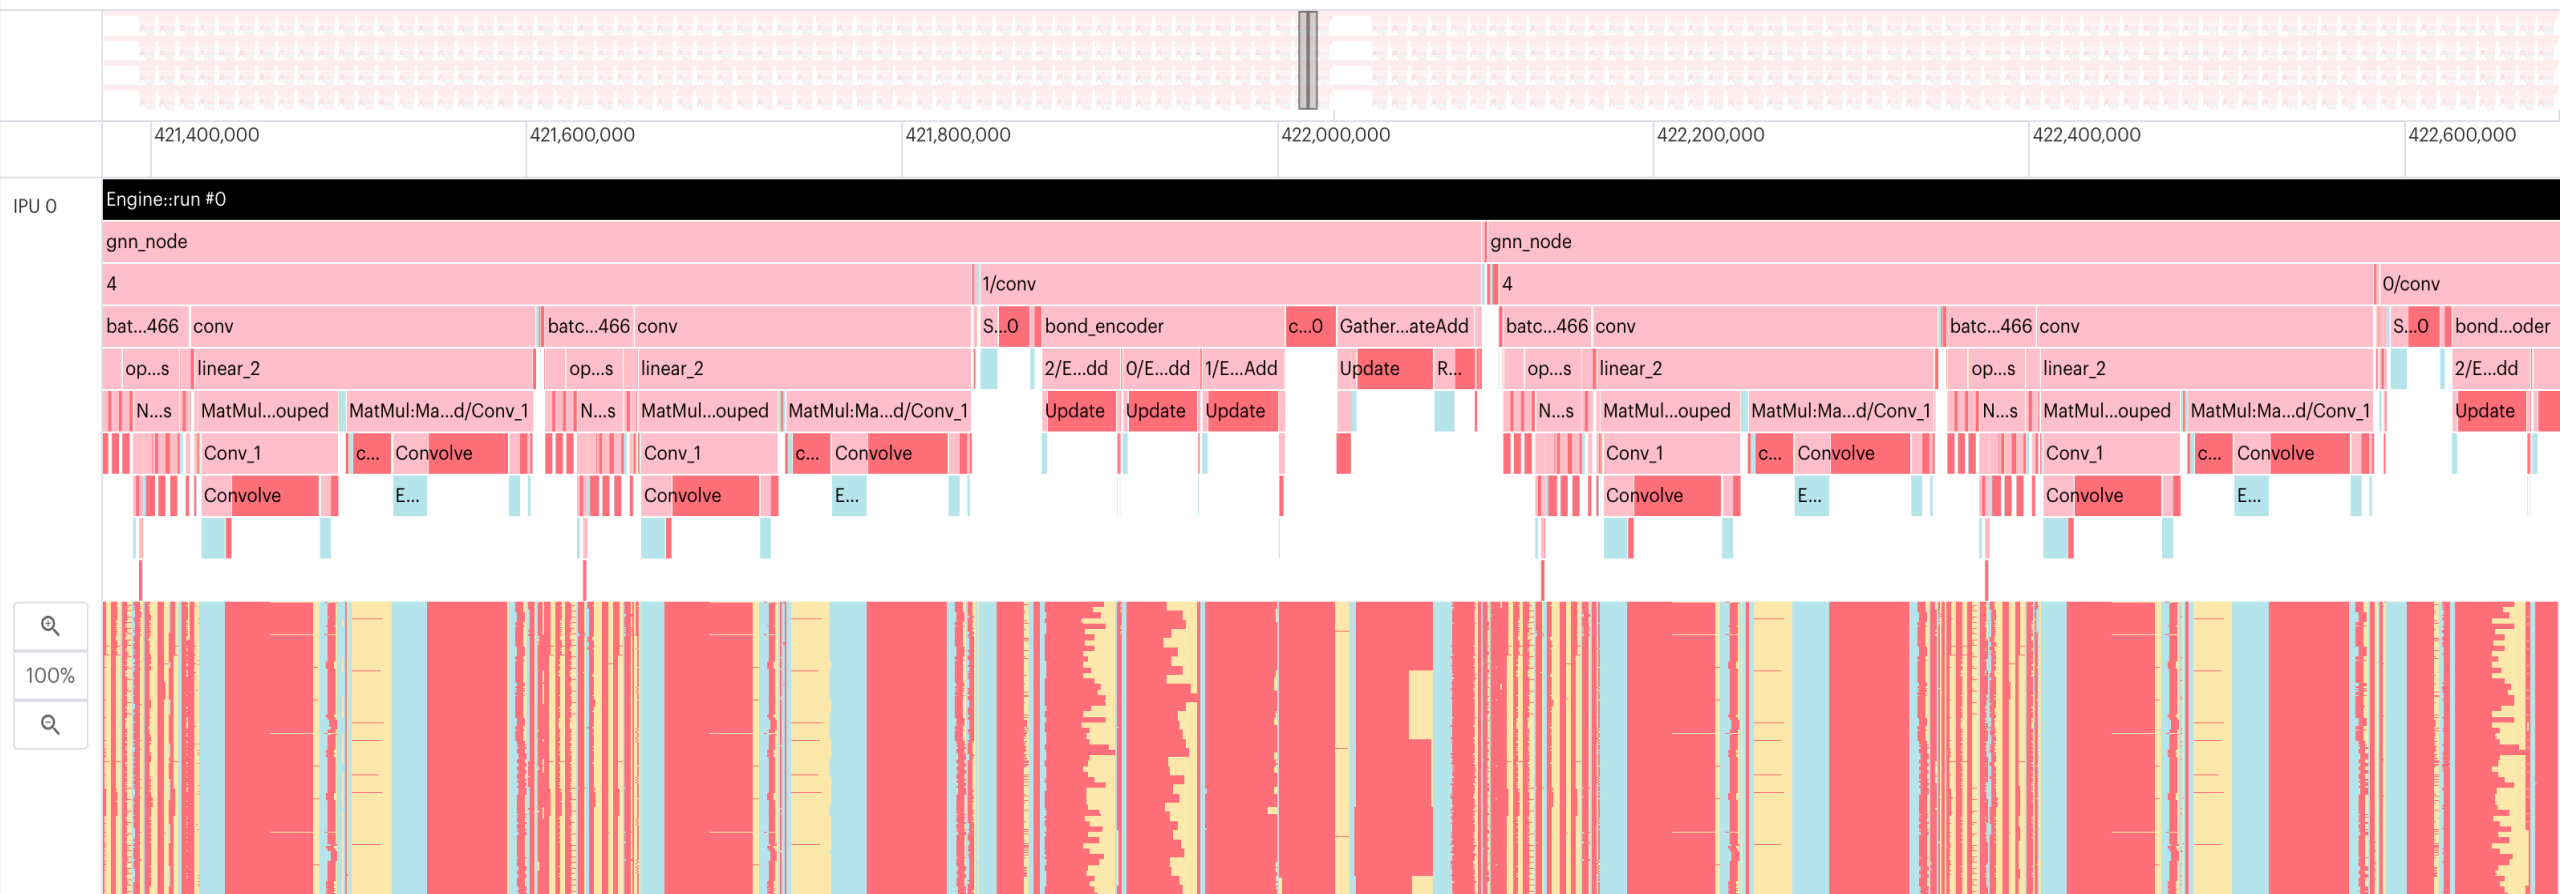 421,400,000 421,600,000 421,800,000 422,000,000 422,200,000 422,400,000 422,600,000
IPU 0 Engine::run #0
gnn_node gnn_node
4 1/conv 4 0/conv
bat...466 conv batc...466 conv S...0 bond_encoder c...0 Gather...ateAdd batc...466 conv batc...466 conv S...0 bond...oder
op...s linear_2 op...s linear_2 2/E...dd 0/E...dd 1/E...Add Update R... op...s linear_2 op...s linear_2 2/E...dd
N...s MatMul...ouped MatMul:Ma...d/Conv_1 N...s MatMul...ouped MatMul:Ma...d/Conv_1 Update Update Update N...s MatMul...ouped MatMul:Ma...d/Conv_1 N...s MatMul...ouped MatMul:Ma...d/Conv_1 Update
Conv_1 c... Convolve Conv_1 c... Convolve Conv_1 c... Convolve Conv_1 c... Convolve
Convolve E... Convolve E... Convolve E... Convolve E...
100%